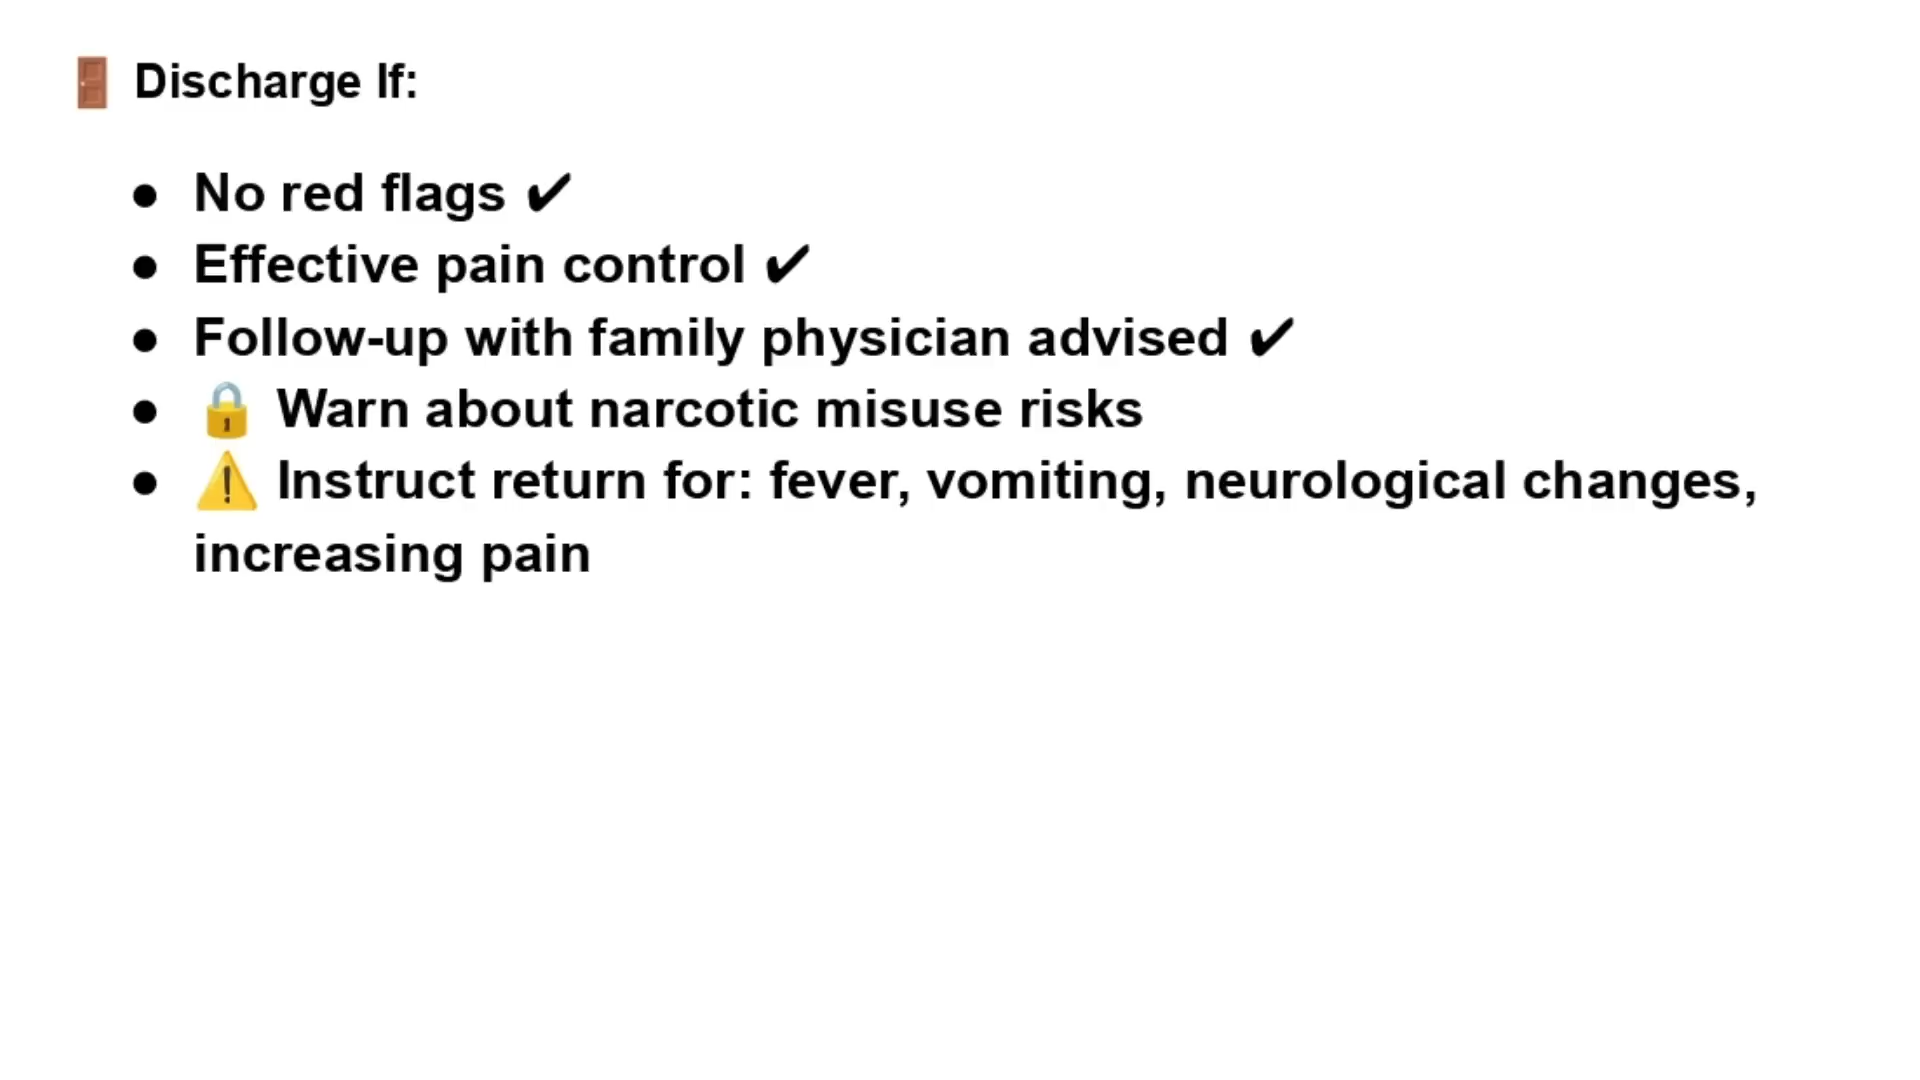 🚪 Discharge If:
● No red flags ✔
● Effective pain control ✔
● Follow-up with family physician advised ✔
● 🔒 Warn about narcotic misuse risks
● ⚠️ Instruct return for: fever, vomiting, neurological changes,
increasing pain